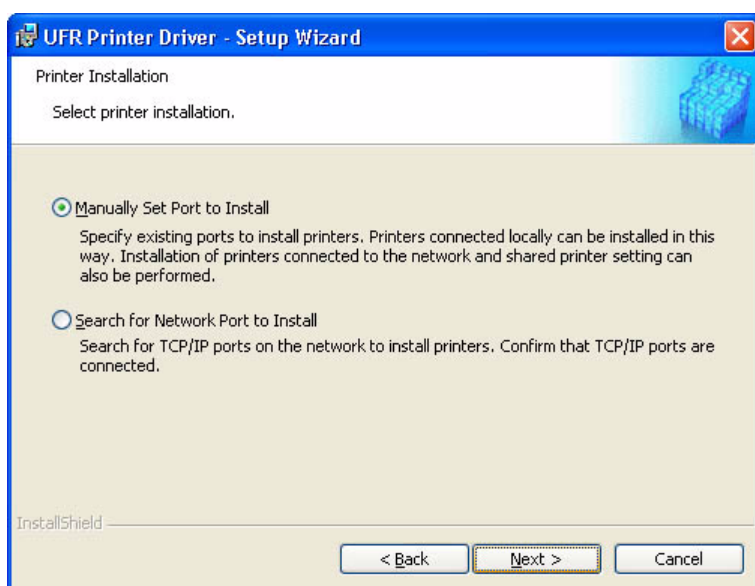 UFR Printer Driver - Setup Wizard
Printer Installation
Select printer installation.
Manually Set Port to Install
Specify existing ports to install printers. Printers connected locally can be installed in this
way. Installation of printers connected to the network and shared printer setting can
also be performed.
Search for Network Port to Install
Search for TCP/IP ports on the network to install printers. Confirm that TCP/IP ports are
connected.
InstallShield
< Back Next > Cancel